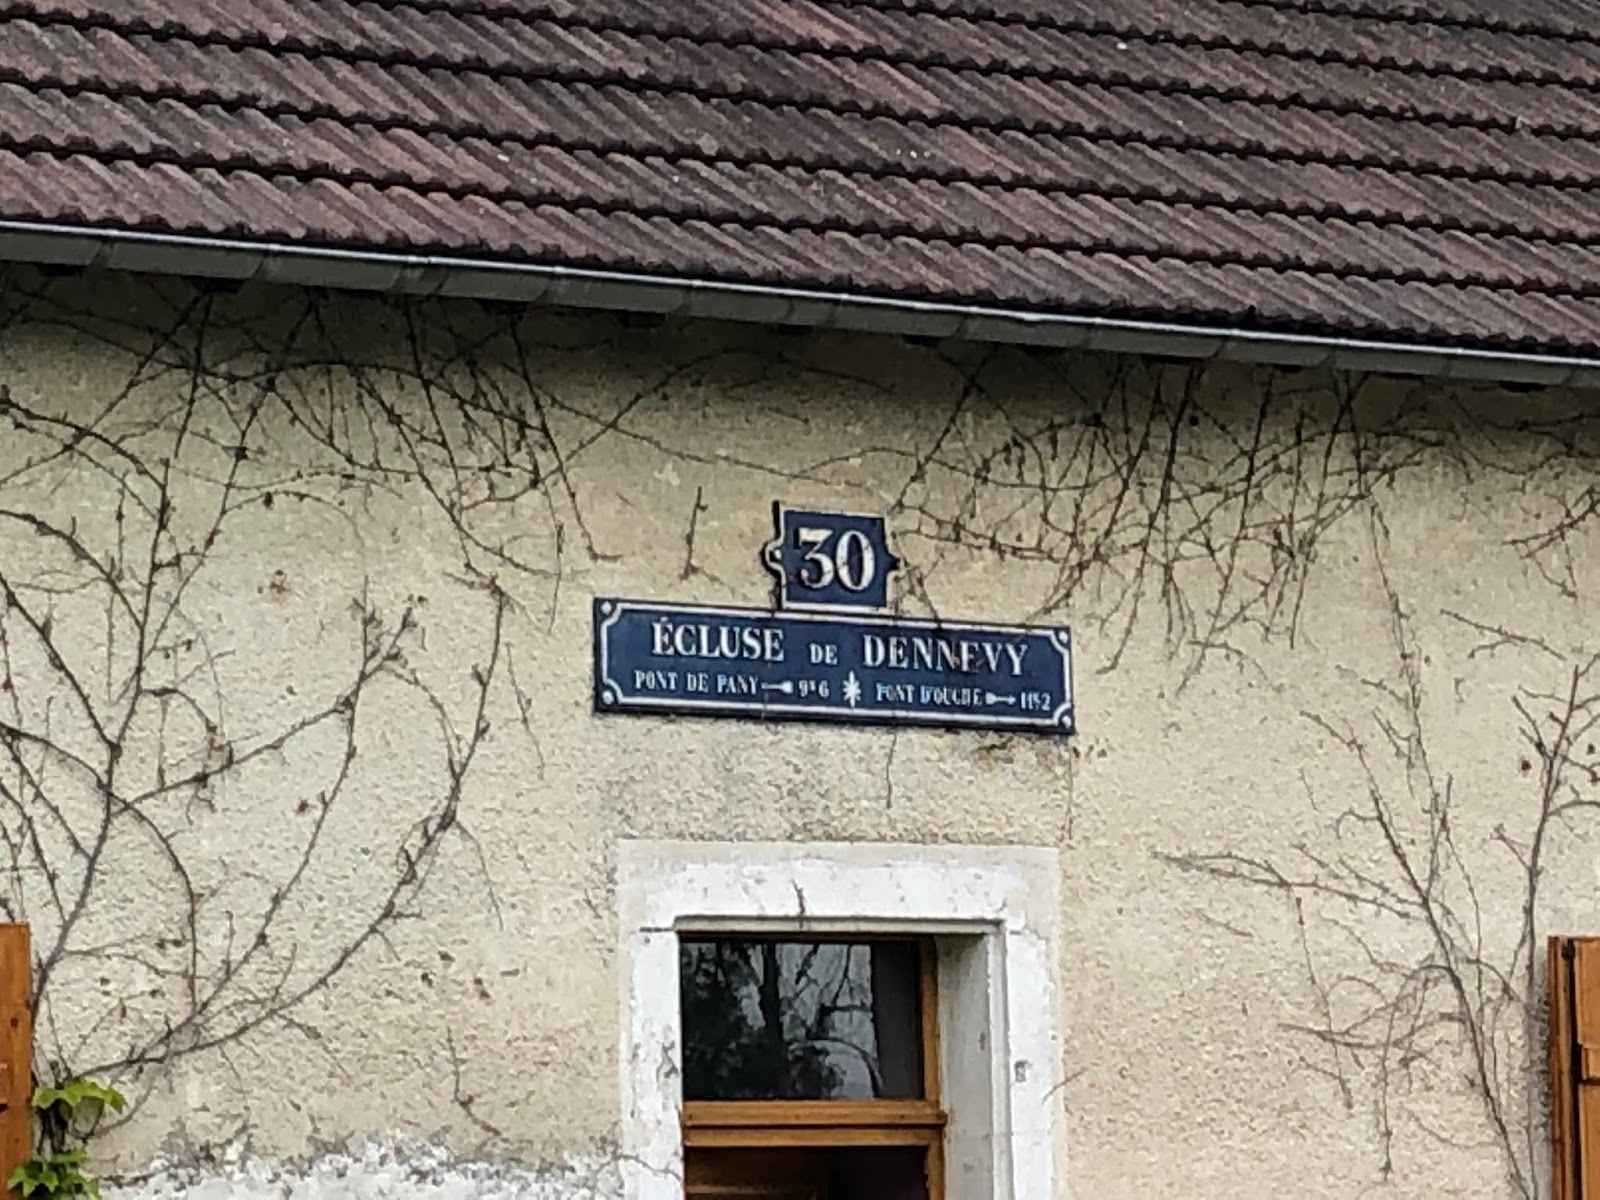 30
ÉCLUSE DE DENNEVY
PONT DE PANY 9ᴷ6 PONT D'OUCHE 11ᴷ2